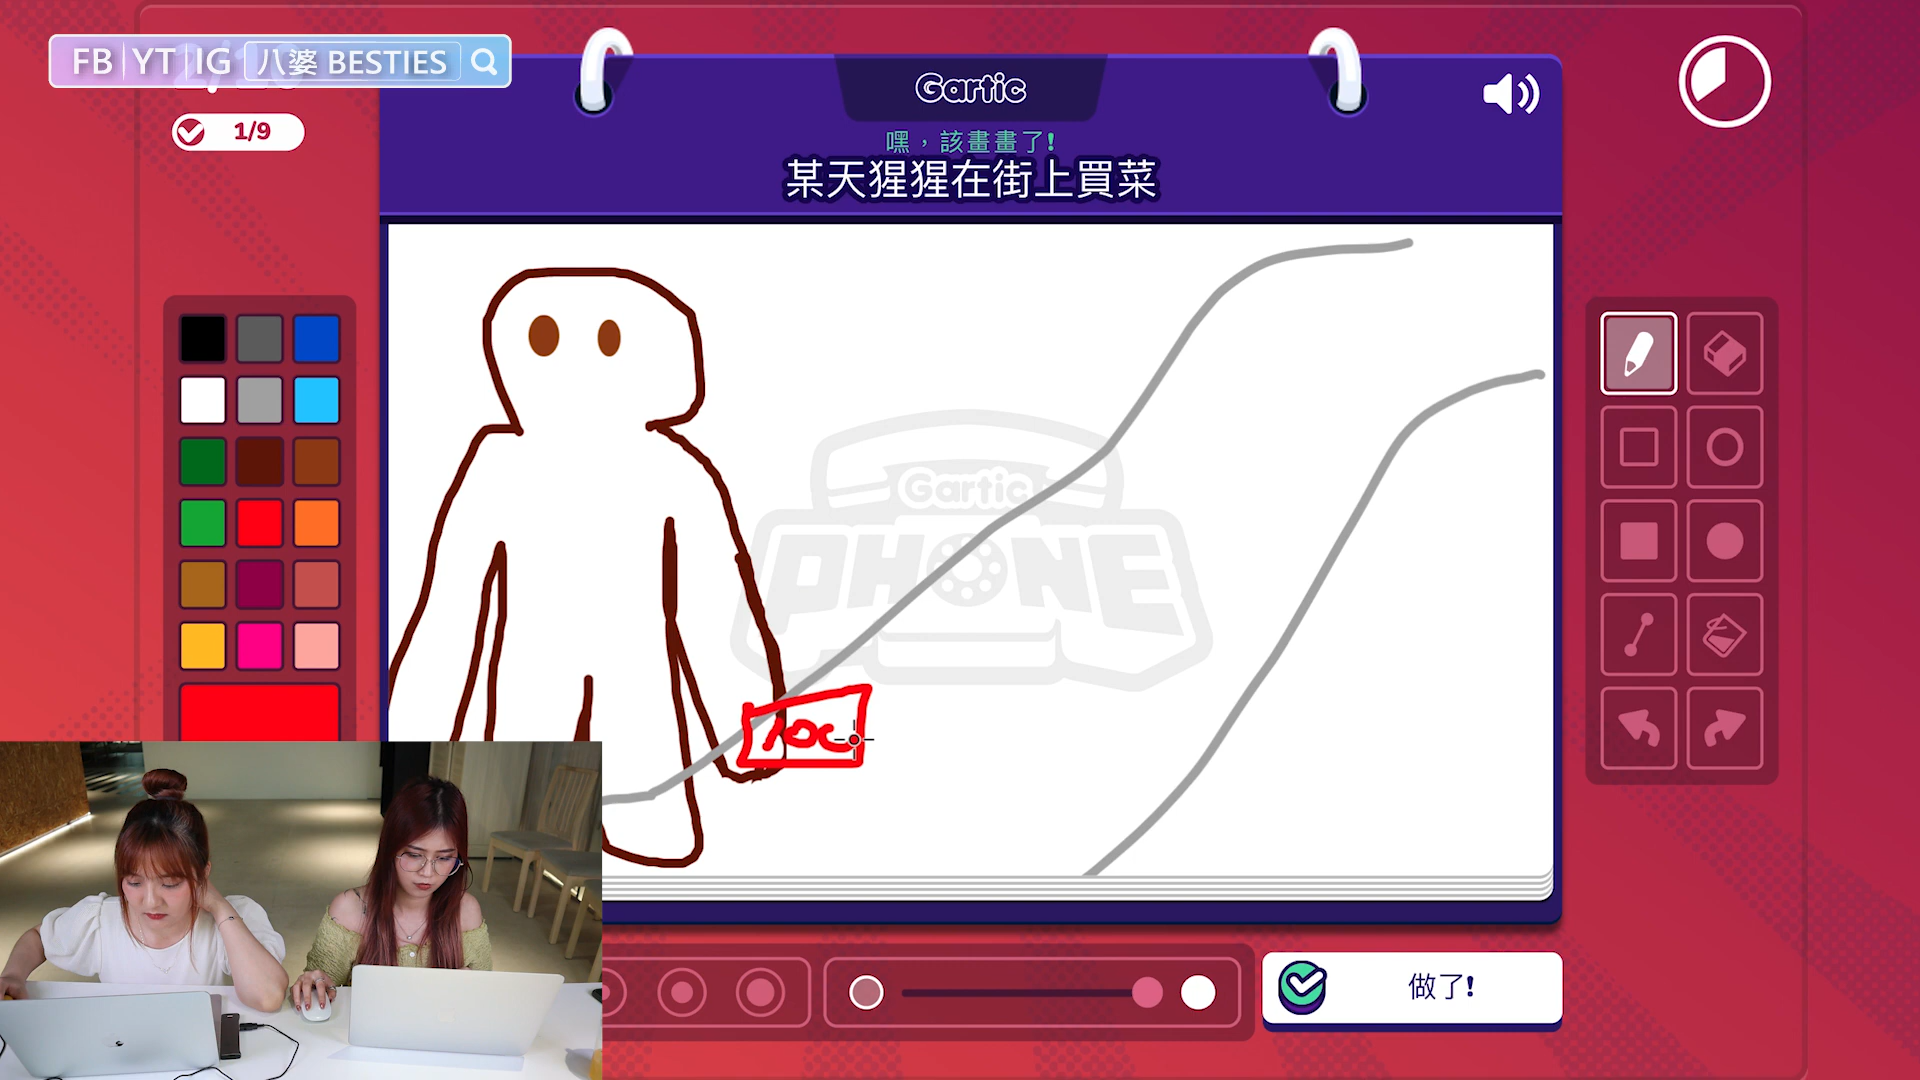 FB|YT|IG 八婆 BESTIES
1/9
Gartic
嘿，該畫畫了!
某天猩猩在街上買菜
Gartic
PHONE
100
做了!